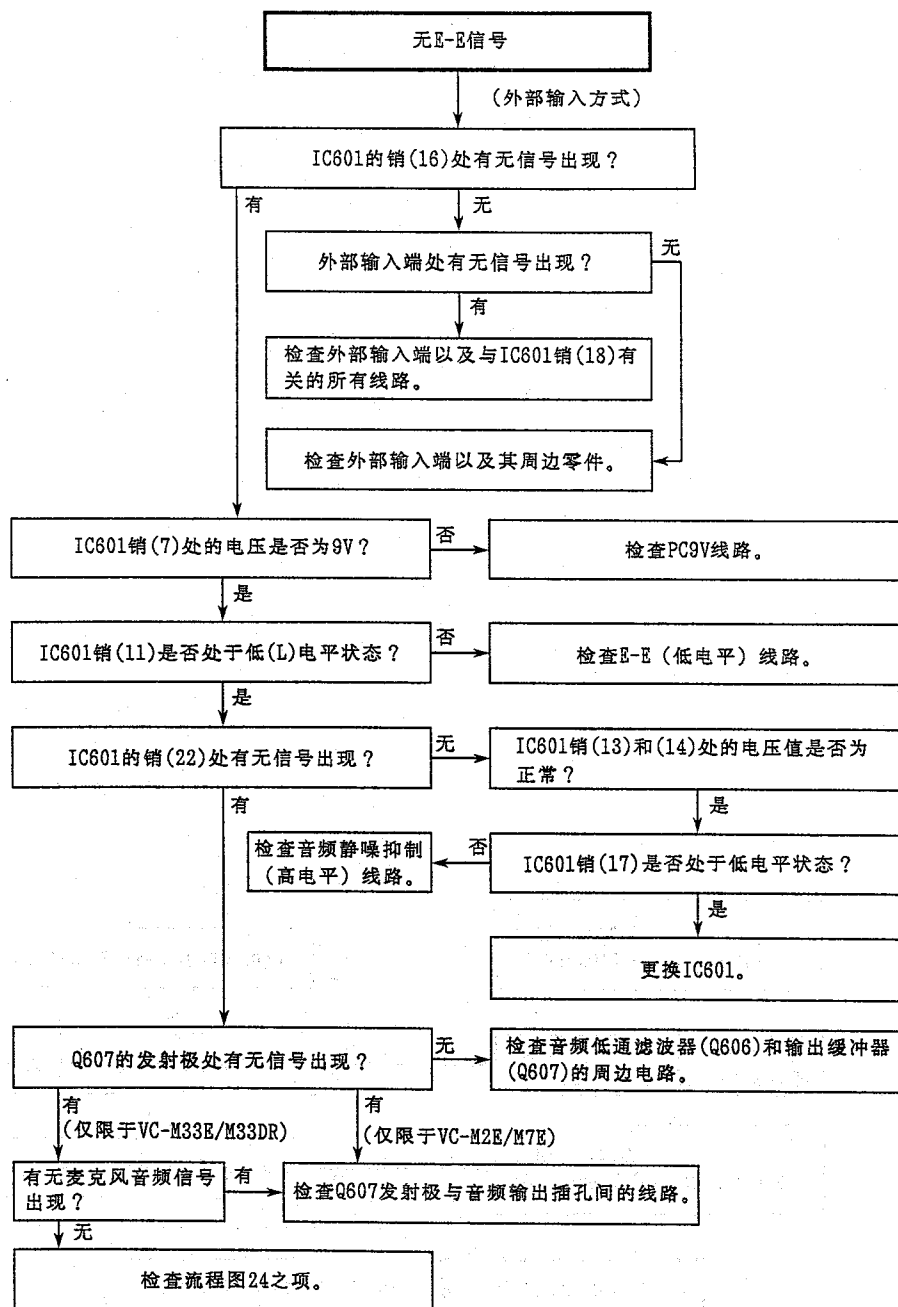 无E-E信号
(外部输入方式)
IC601的销(16)处有无信号出现？
有
无
外部输入端处有无信号出现？
无
有
检查外部输入端以及与IC601销(18)有
关的所有线路。
检查外部输入端以及其周边零件。
IC601销(7)处的电压是否为9V？
否
检查PC9V线路。
是
IC601销(11)是否处于低(L)电平状态？
否
检查E-E（低电平）线路。
是
IC601的销(22)处有无信号出现？
无
IC601销(13)和(14)处的电压值是否为
正常？
有
是
检查音频静噪抑制
（高电平）线路。
否
IC601销(17)是否处于低电平状态？
是
更换IC601。
Q607的发射极处有无信号出现？
无
检查音频低通滤波器(Q606)和输出缓冲器
(Q607)的周边电路。
有
(仅限于VC-M33E/M33DR)
有
(仅限于VC-M2E/M7E)
有无麦克风音频信号
出现？
有
检查Q607发射极与音频输出插孔间的线路。
无
检查流程图24之项。